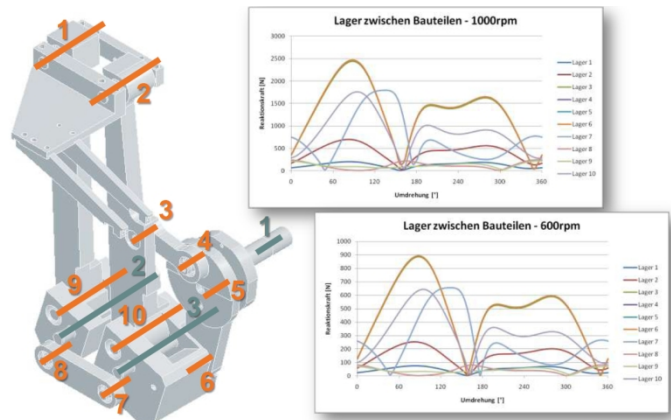 1
2
3
1
4
2
5
9
10
3
8
7
6
Lager zwischen Bauteilen - 1000rpm
Reaktionskraft [N]
3000
2500
2000
1500
1000
500
0
0 60 120 180 240 300 360
Umdrehung [°]
Lager 1
Lager 2
Lager 3
Lager 4
Lager 5
Lager 6
Lager 7
Lager 8
Lager 9
Lager 10
Lager zwischen Bauteilen - 600rpm
Reaktionskraft [N]
1000
900
800
700
600
500
400
300
200
100
0
0 60 120 180 240 300 360
Umdrehung [°]
Lager 1
Lager 2
Lager 3
Lager 4
Lager 5
Lager 6
Lager 7
Lager 8
Lager 9
Lager 10